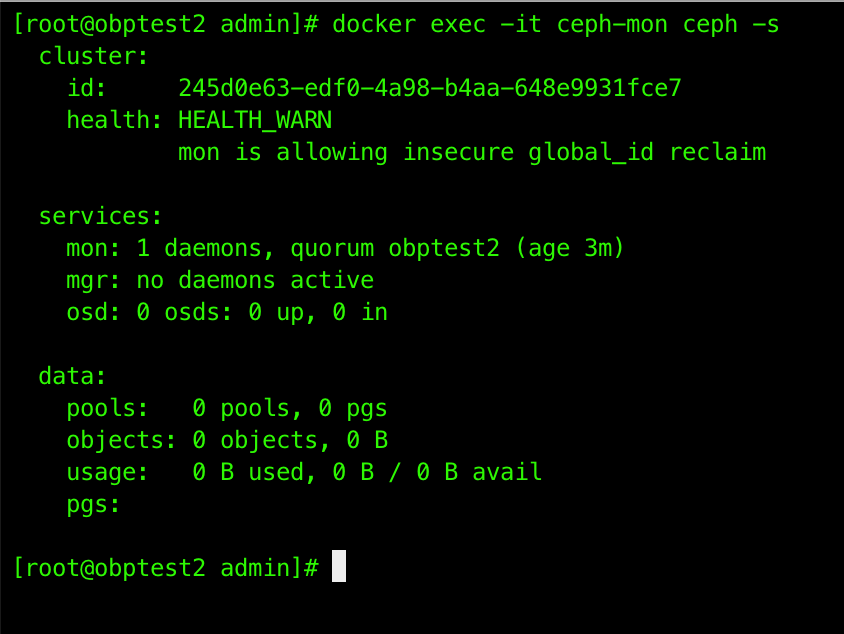 [root@obptest2 admin]# docker exec -it ceph-mon ceph -s
  cluster:
    id:     245d0e63-edf0-4a98-b4aa-648e9931fce7
    health: HEALTH_WARN
            mon is allowing insecure global_id reclaim

  services:
    mon: 1 daemons, quorum obptest2 (age 3m)
    mgr: no daemons active
    osd: 0 osds: 0 up, 0 in

  data:
    pools:   0 pools, 0 pgs
    objects: 0 objects, 0 B
    usage:   0 B used, 0 B / 0 B avail
    pgs:

[root@obptest2 admin]#